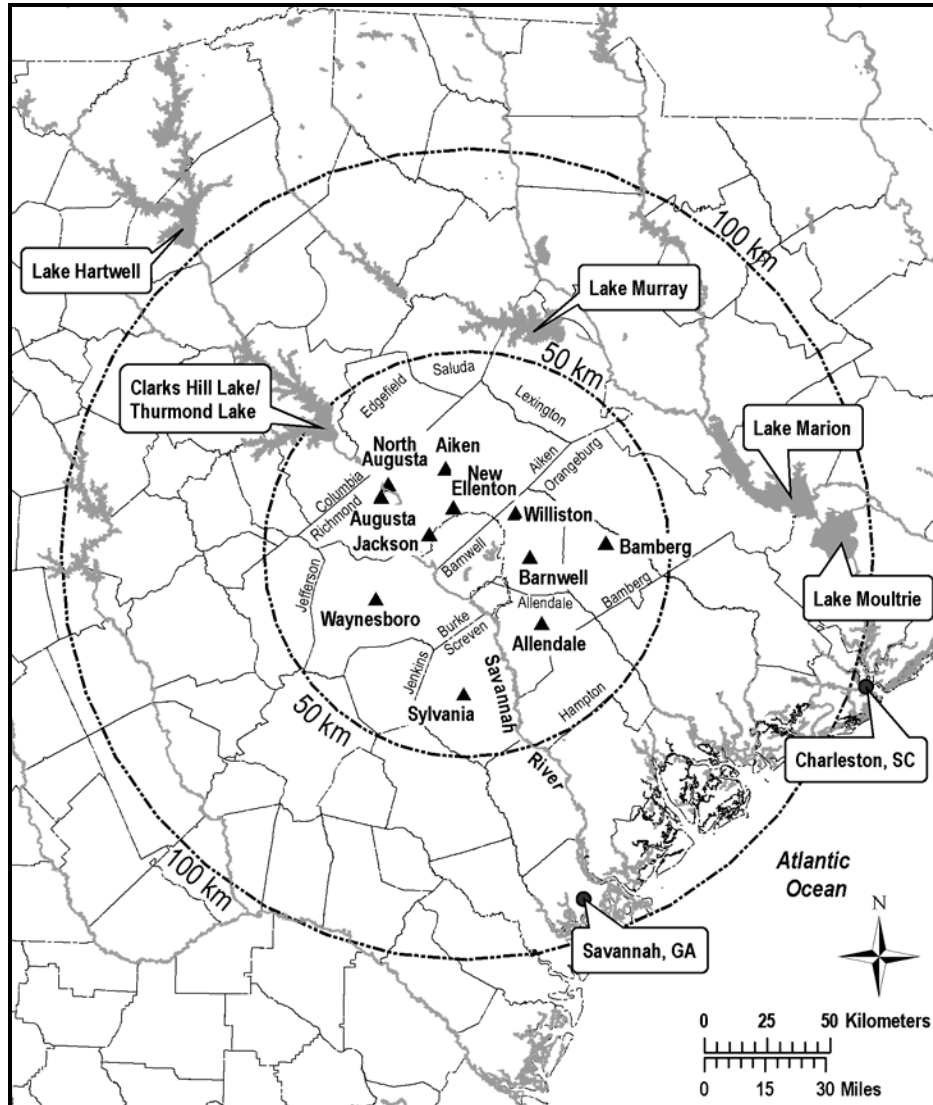 100 km
Lake Hartwell
Lake Murray
50 km
Saluda
Edgefield
Lexington
Clarks Hill Lake/
Thurmond Lake
Lake Marion
North
Augusta
Aiken
New
Ellenton
Aiken
Orangeburg
Columbia
Richmond
Augusta
Williston
Jackson
Barnwell
Bamberg
Barnwell
Bamberg
Jefferson
Allendale
Lake Moultrie
Waynesboro
Burke
Screven
Allendale
Jenkins
Savannah
River
Hampton
Sylvania
50 km
Charleston, SC
100 km
Atlantic
Ocean
N
Savannah, GA
0 25 50 Kilometers
0 15 30 Miles